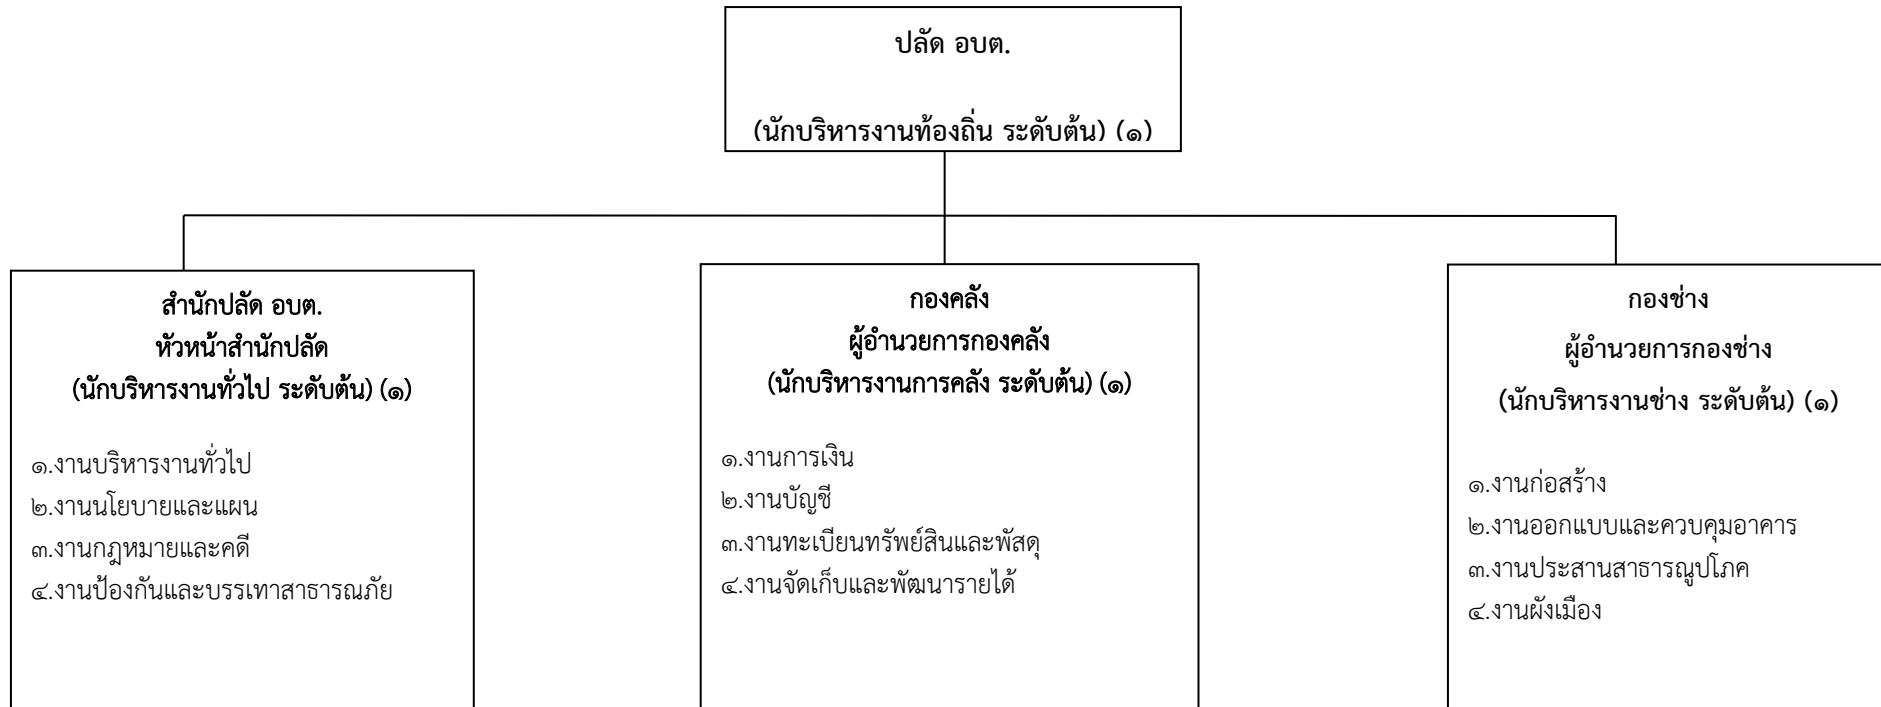 ปลัด อบต.
(นักบริหารงานท้องถิ่น ระดับต้น) (๑)
สำนักปลัด อบต.
หัวหน้าสำนักปลัด
(นักบริหารงานทั่วไป ระดับต้น) (๑)
๑.งานบริหารงานทั่วไป
๒.งานนโยบายและแผน
๓.งานกฎหมายและคดี
๔.งานป้องกันและบรรเทาสาธารณภัย
กองคลัง
ผู้อำนวยการกองคลัง
(นักบริหารงานการคลัง ระดับต้น) (๑)
๑.งานการเงิน
๒.งานบัญชี
๓.งานทะเบียนทรัพย์สินและพัสดุ
๔.งานจัดเก็บและพัฒนารายได้
กองช่าง
ผู้อำนวยการกองช่าง
(นักบริหารงานช่าง ระดับต้น) (๑)
๑.งานก่อสร้าง
๒.งานออกแบบและควบคุมอาคาร
๓.งานประสานสาธารณูปโภค
๔.งานผังเมือง